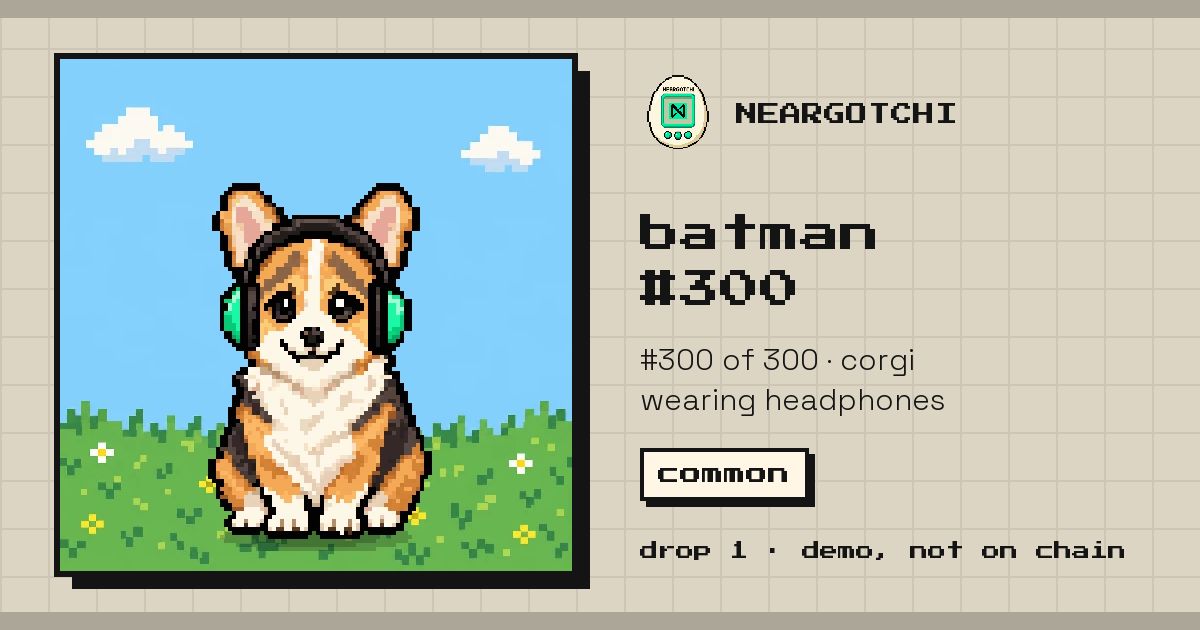 NEARGOTCHI
NEARGOTCHI
batman
#300
#300 of 300 · corgi
wearing headphones
common
drop 1 · demo, not on chain